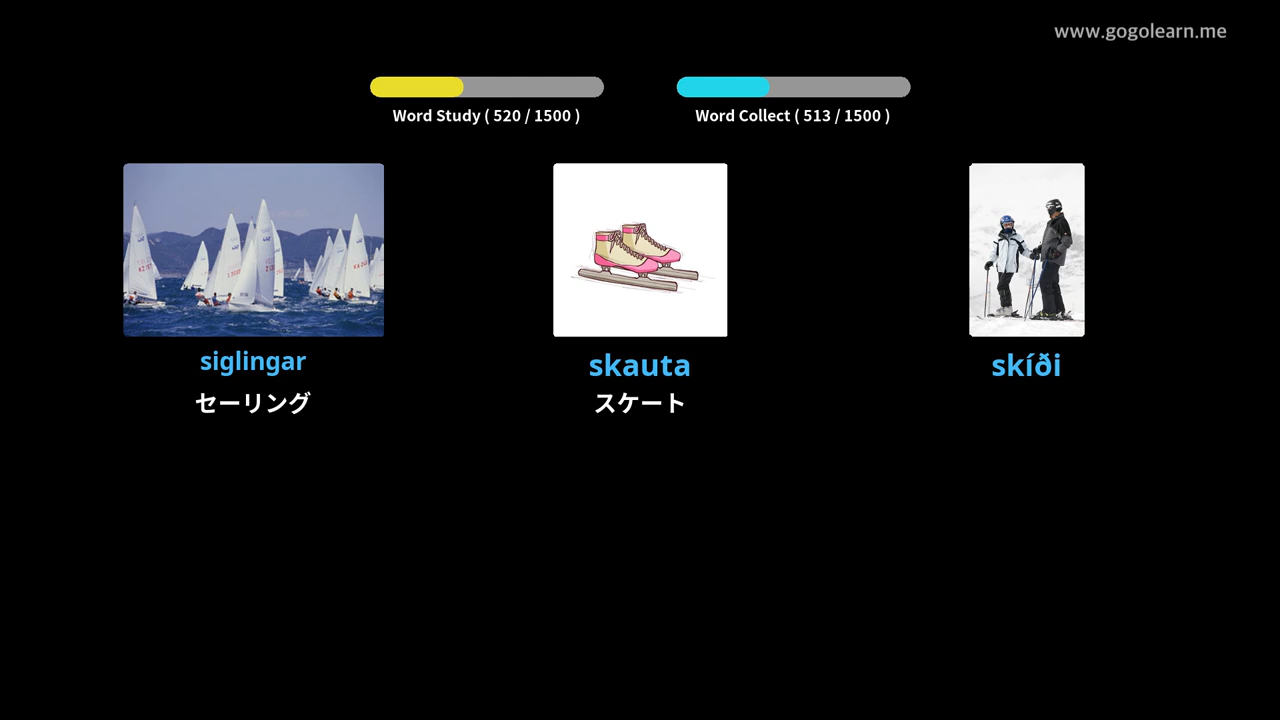 www.gogolearn.me
Word Study ( 520 / 1500 )
Word Collect ( 513 / 1500 )
siglingar
セーリング
skauta
スケート
skíði